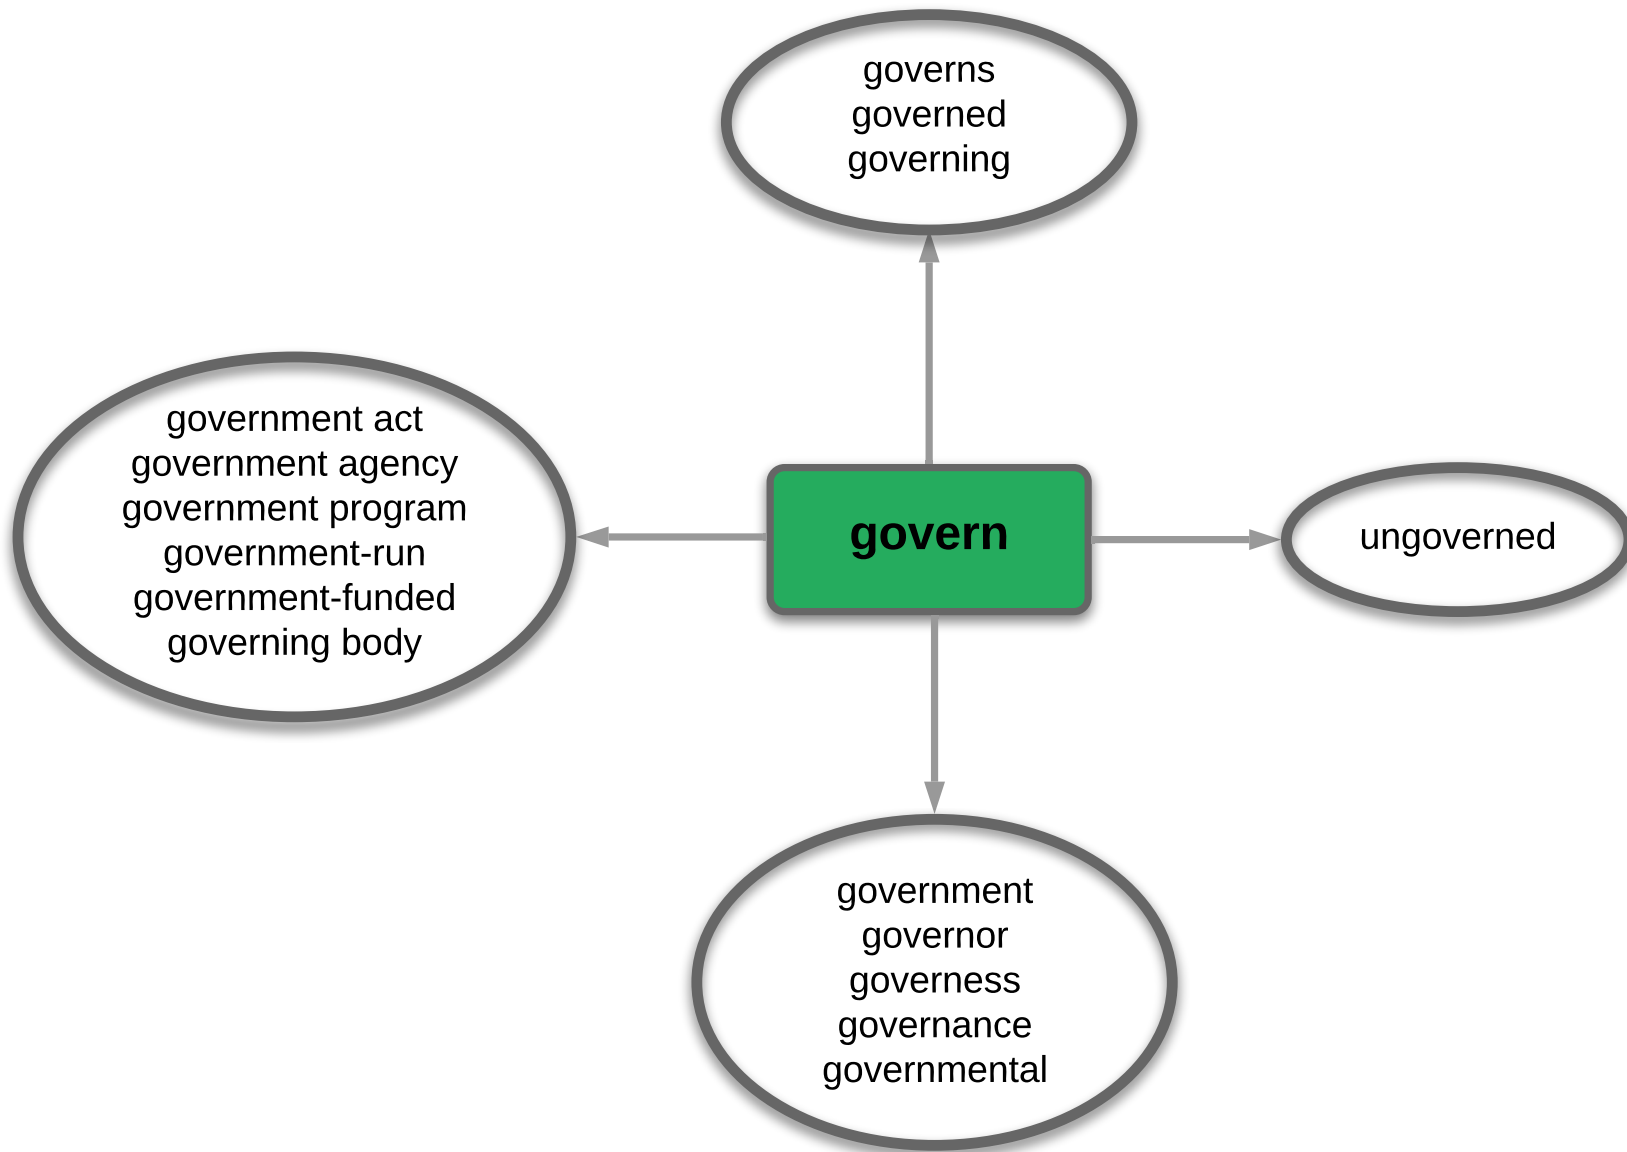 governs
governed
governing
government act
government agency
government program
government-run
government-funded
governing body
govern
ungoverned
government
governor
governess
governance
governmental